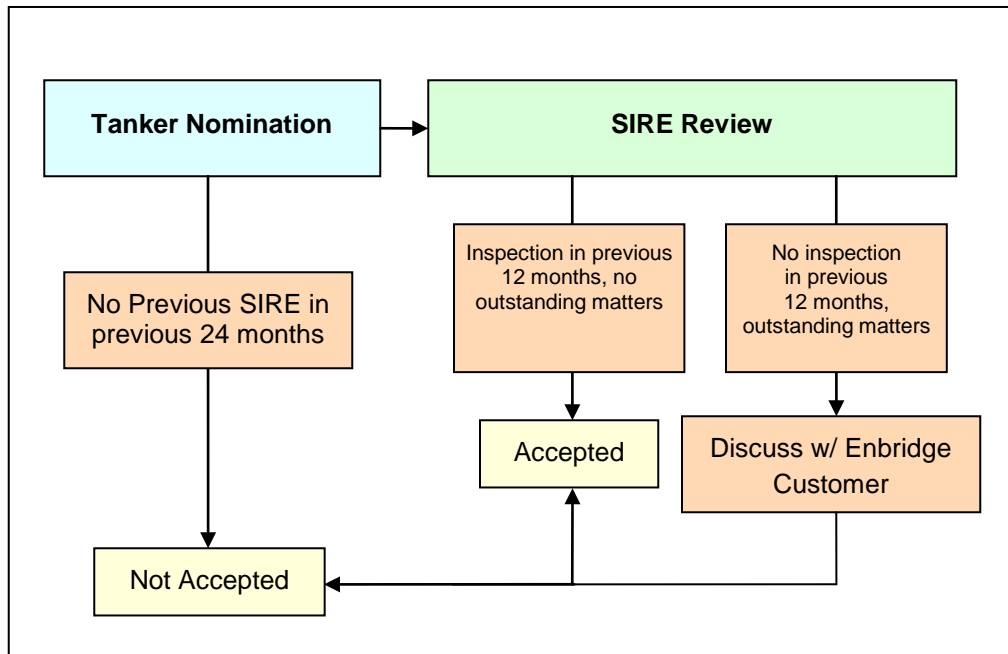 Tanker Nomination
SIRE Review
No Previous SIRE in
previous 24 months
Inspection in previous
12 months, no
outstanding matters
No inspection
in previous
12 months,
outstanding matters
Accepted
Discuss w/ Enbridge
Customer
Not Accepted